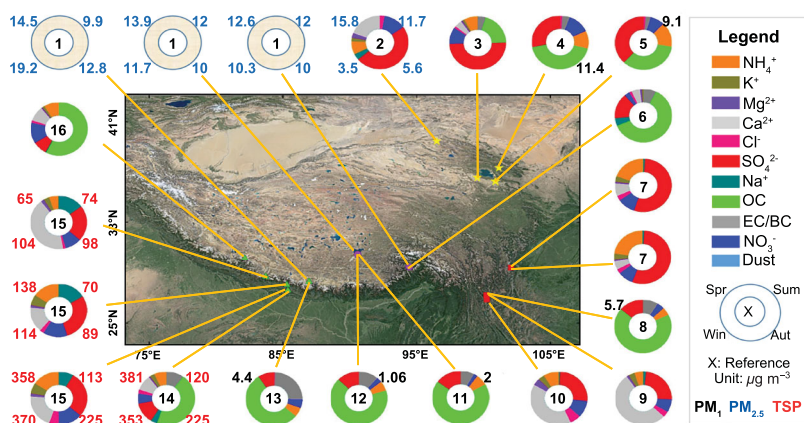 14.5 9.9 13.9 12 12.6 12 15.8 11.7 9.1
1 1 1 2 3 4 5
19.2 12.8 11.7 10 10.3 10 3.5 5.6 11.4
16
6
65 74
15
104 98
7
138 70
15
114 89
7
5.7
8
358 113
15
370 225
381 120
14
353 225
4.4
13
1.06
12
2
11
10
9
41°N
33°N
25°N
75°E 85°E 95°E 105°E
Legend
NH₄⁺
K⁺
Mg²⁺
Ca²⁺
Cl⁻
SO₄²⁻
Na⁺
OC
EC/BC
NO₃⁻
Dust
Spr Sum
X
Win Aut
X: Reference
Unit: μg m⁻³
PM₁ PM₂.₅ TSP